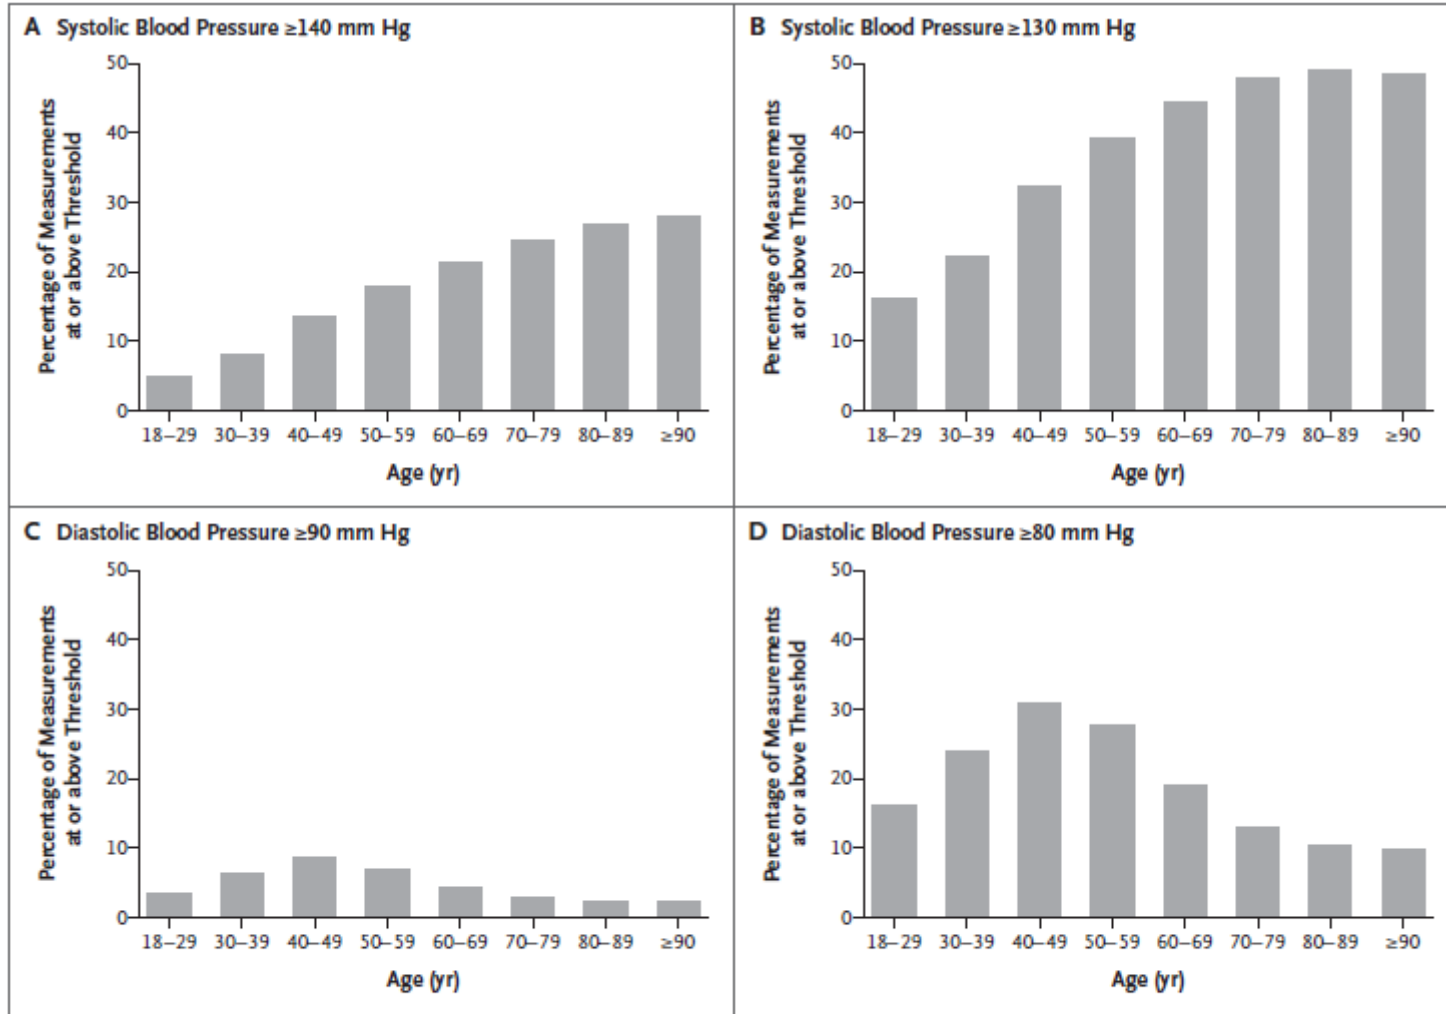 A Systolic Blood Pressure ≥140 mm Hg
Percentage of Measurements
at or above Threshold
50
40
30
20
10
0
18–29 30–39 40–49 50–59 60–69 70–79 80–89 ≥90
Age (yr)
B Systolic Blood Pressure ≥130 mm Hg
Percentage of Measurements
at or above Threshold
50
40
30
20
10
0
18–29 30–39 40–49 50–59 60–69 70–79 80–89 ≥90
Age (yr)
C Diastolic Blood Pressure ≥90 mm Hg
Percentage of Measurements
at or above Threshold
50
40
30
20
10
0
18–29 30–39 40–49 50–59 60–69 70–79 80–89 ≥90
Age (yr)
D Diastolic Blood Pressure ≥80 mm Hg
Percentage of Measurements
at or above Threshold
50
40
30
20
10
0
18–29 30–39 40–49 50–59 60–69 70–79 80–89 ≥90
Age (yr)